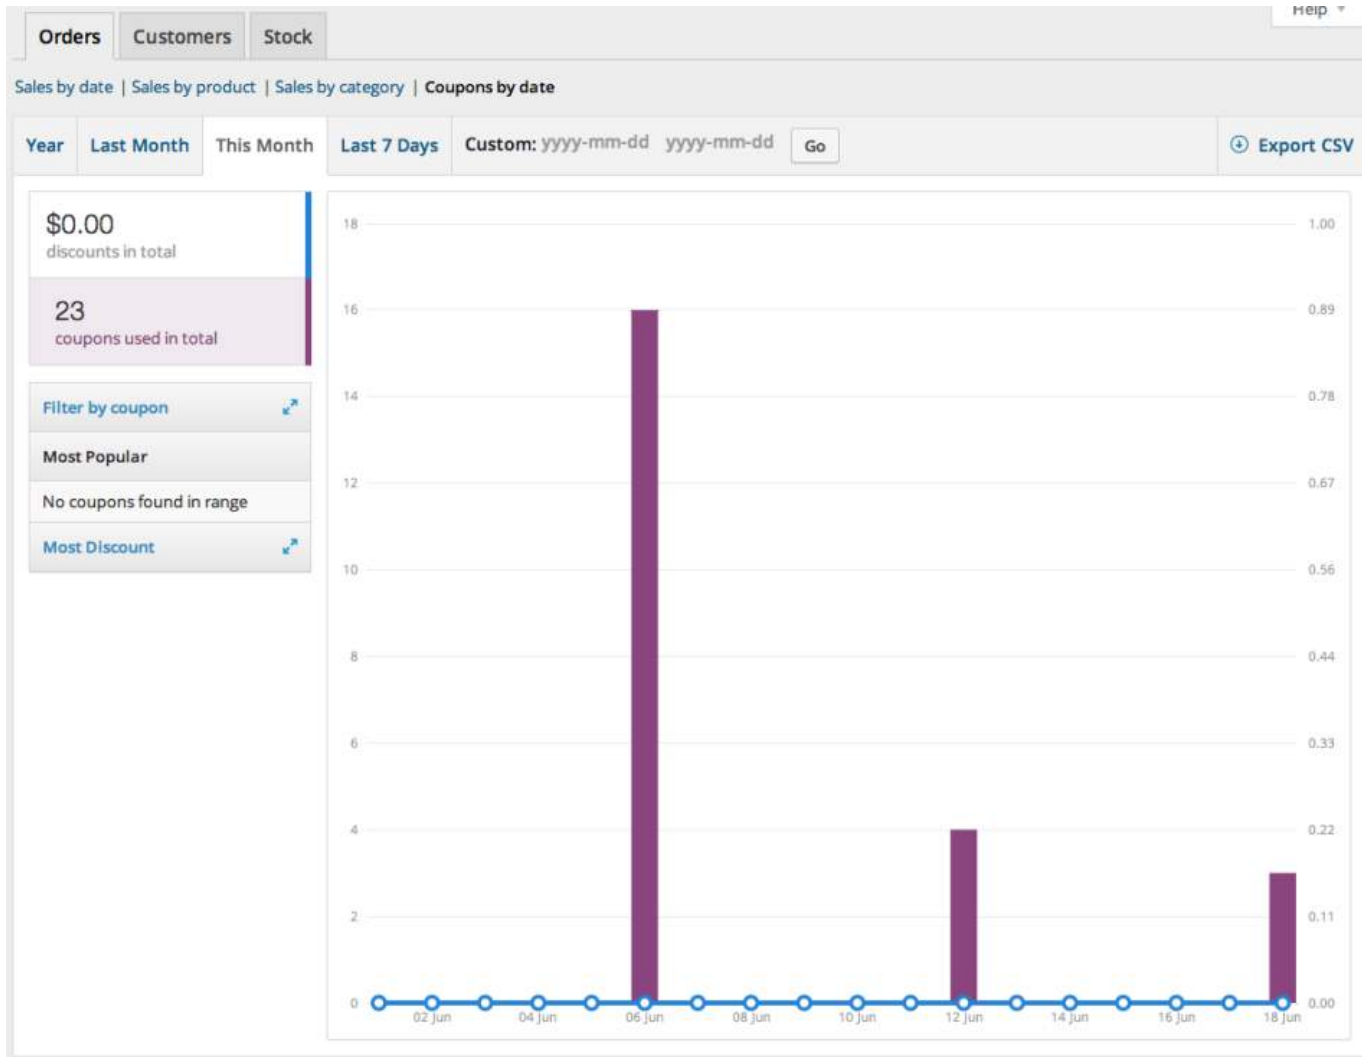 Help
Orders Customers Stock
Sales by date | Sales by product | Sales by category | Coupons by date
Year Last Month This Month Last 7 Days Custom: yyyy-mm-dd yyyy-mm-dd Go Export CSV
$0.00
discounts in total
23
coupons used in total
Filter by coupon
Most Popular
No coupons found in range
Most Discount
18 1.00
16 0.89
14 0.78
12 0.67
10 0.56
8 0.44
6 0.33
4 0.22
2 0.11
0 0.00
02 Jun 04 Jun 06 Jun 08 Jun 10 Jun 12 Jun 14 Jun 16 Jun 18 Jun